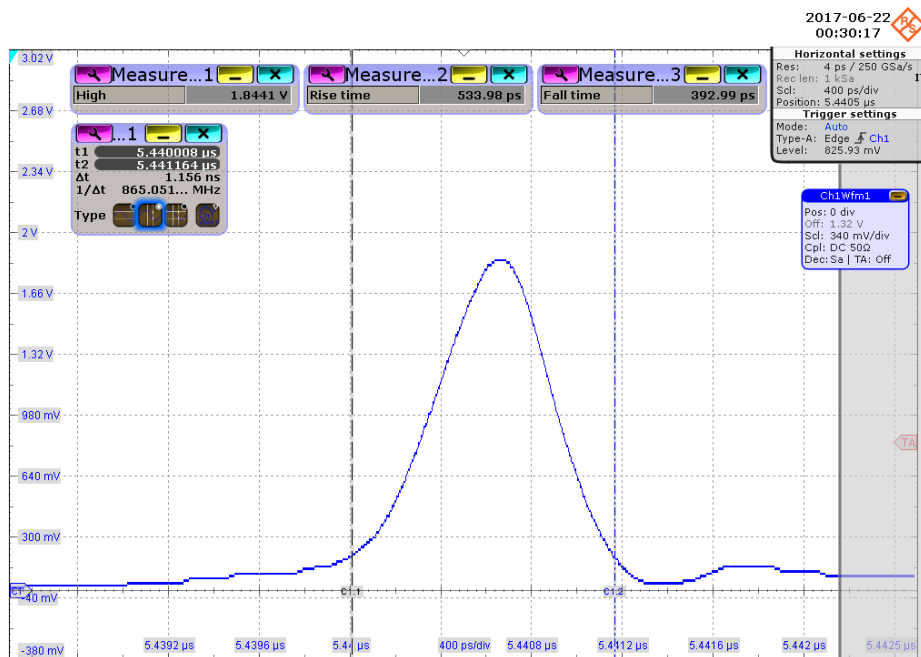 2017-06-22
00:30:17
R&S
Measure...1
High 1.8441 V
Measure...2
Rise time 533.98 ps
Measure...3
Fall time 392.99 ps
Horizontal settings
Res: 4 ps / 250 GSa/s
Rec len: 1 kSa
Scl: 400 ps/div
Position: 5.4405 µs
Trigger settings
Mode: Auto
Type-A: Edge Ch1
Level: 825.93 mV
...1
t1 5.440008 µs
t2 5.441164 µs
Δt 1.156 ns
1/Δt 865.051... MHz
Type
Ch1Wfm1
Pos: 0 div
Off: 1.32 V
Scl: 340 mV/div
Cpl: DC 50Ω
Dec: Sa | TA: Off
3.02 V
2.68 V
2.34 V
2 V
1.66 V
1.32 V
980 mV
640 mV
300 mV
-40 mV
-380 mV
TA
C1
C1.1
C1.2
5.4392 µs
5.4396 µs
5.44 µs
400 ps/div
5.4408 µs
5.4412 µs
5.4416 µs
5.442 µs
5.4425 µs